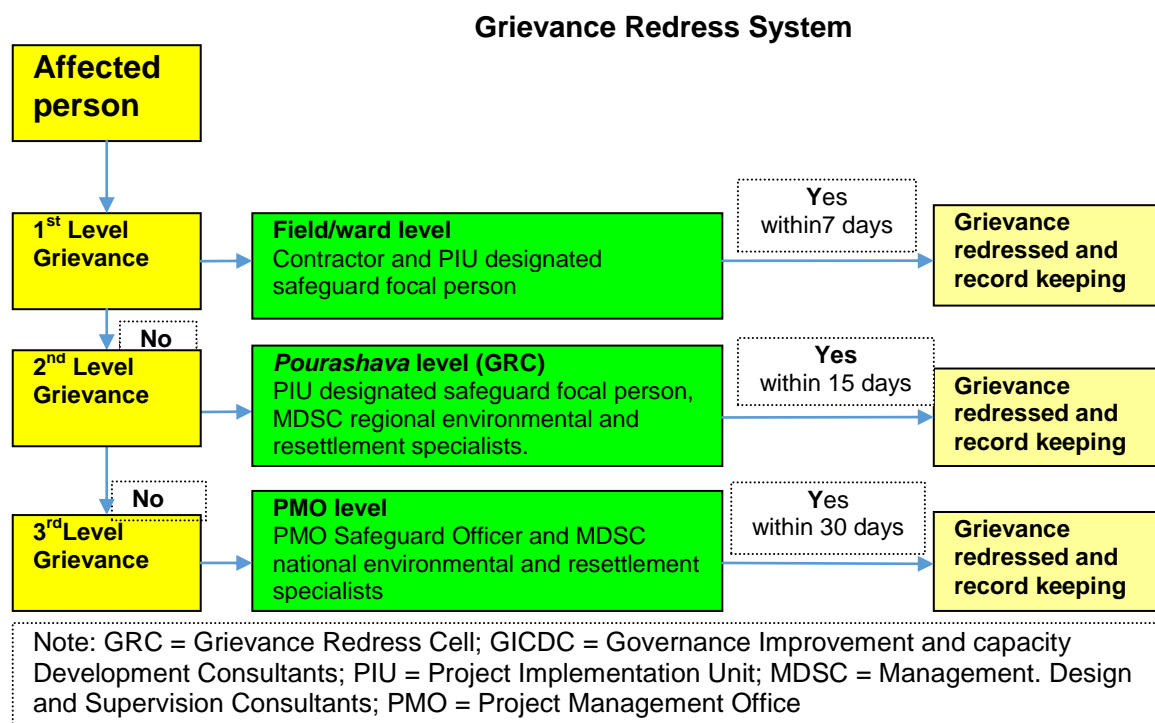 Grievance Redress System
Affected
person
1st Level
Grievance
Field/ward level
Contractor and PIU designated
safeguard focal person
Yes
within7 days
Grievance
redressed and
record keeping
No
2nd Level
Grievance
Pourashava level (GRC)
PIU designated safeguard focal person,
MDSC regional environmental and
resettlement specialists.
Yes
within 15 days
Grievance
redressed and
record keeping
No
3rdLevel
Grievance
PMO level
PMO Safeguard Officer and MDSC
national environmental and resettlement
specialists
Yes
within 30 days
Grievance
redressed and
record keeping
Note: GRC = Grievance Redress Cell; GICDC = Governance Improvement and capacity
Development Consultants; PIU = Project Implementation Unit; MDSC = Management. Design
and Supervision Consultants; PMO = Project Management Office